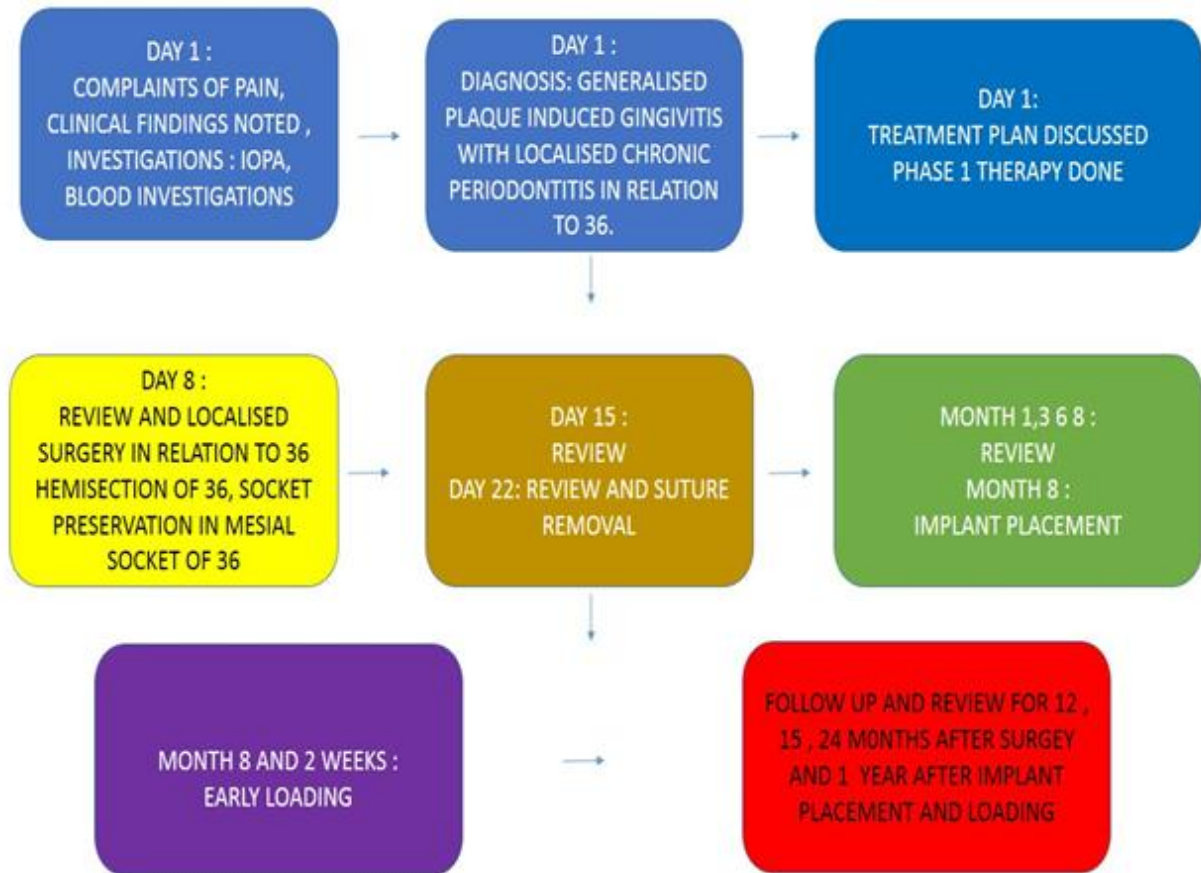 DAY 1 :
COMPLAINTS OF PAIN,
CLINICAL FINDINGS NOTED ,
INVESTIGATIONS : IOPA,
BLOOD INVESTIGATIONS
DAY 1 :
DIAGNOSIS: GENERALISED
PLAQUE INDUCED GINGIVITIS
WITH LOCALISED CHRONIC
PERIODONTITIS IN RELATION
TO 36.
DAY 1:
TREATMENT PLAN DISCUSSED
PHASE 1 THERAPY DONE
DAY 8 :
REVIEW AND LOCALISED
SURGERY IN RELATION TO 36
HEMISECTION OF 36, SOCKET
PRESERVATION IN MESIAL
SOCKET OF 36
DAY 15 :
REVIEW
DAY 22: REVIEW AND SUTURE
REMOVAL
MONTH 1,3 6 8 :
REVIEW
MONTH 8 :
IMPLANT PLACEMENT
MONTH 8 AND 2 WEEKS :
EARLY LOADING
FOLLOW UP AND REVIEW FOR 12 ,
15 , 24 M0NTHS AFTER SURGEY
AND 1 YEAR AFTER IMPLANT
PLACEMENT AND LOADING